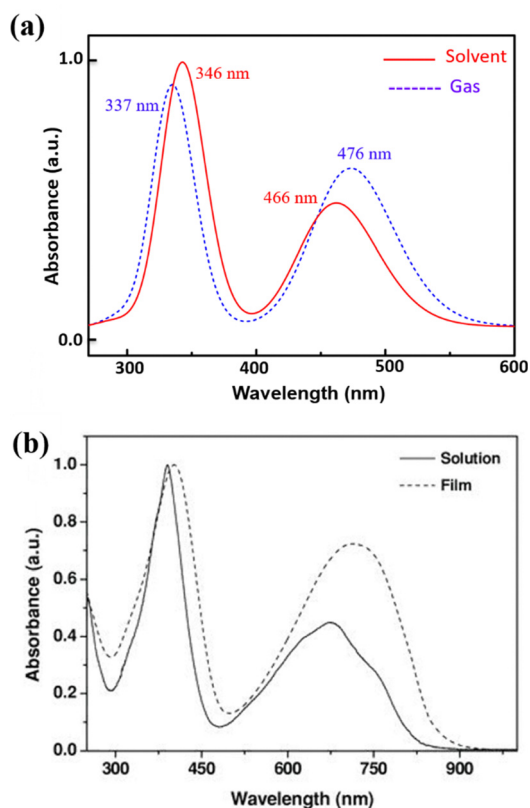 (a)
Solvent
Gas
1.0
346 nm
337 nm
476 nm
466 nm
Absorbance (a.u.)
0.0
300 400 500 600
Wavelength (nm)
(b)
Solution
Film
1.0
0.8
0.6
0.4
0.2
0.0
Absorbance (a.u.)
300 450 600 750 900
Wavelength (nm)